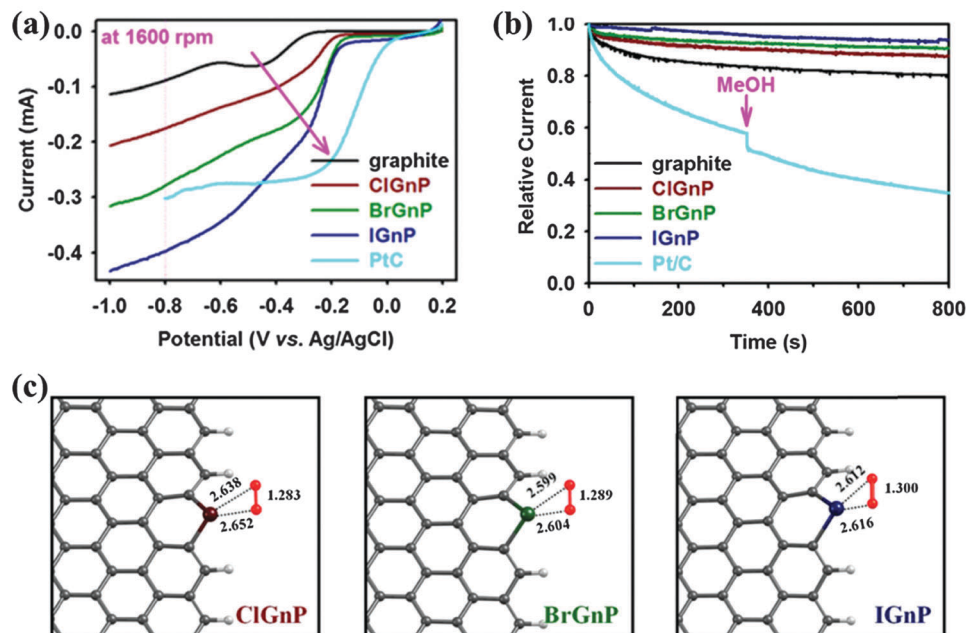 (a)
at 1600 rpm
0.0
-0.1
-0.2
-0.3
-0.4
Current (mA)
graphite
ClGnP
BrGnP
IGnP
PtC
-1.0 -0.8 -0.6 -0.4 -0.2 0.0 0.2
Potential (V vs. Ag/AgCl)
(b)
1.0
0.8
0.6
0.4
0.2
0.0
Relative Current
MeOH
graphite
ClGnP
BrGnP
IGnP
Pt/C
0 200 400 600 800
Time (s)
(c)
2.638
1.283
2.652
ClGnP
2.599
1.289
2.604
BrGnP
2.612
1.300
2.616
IGnP